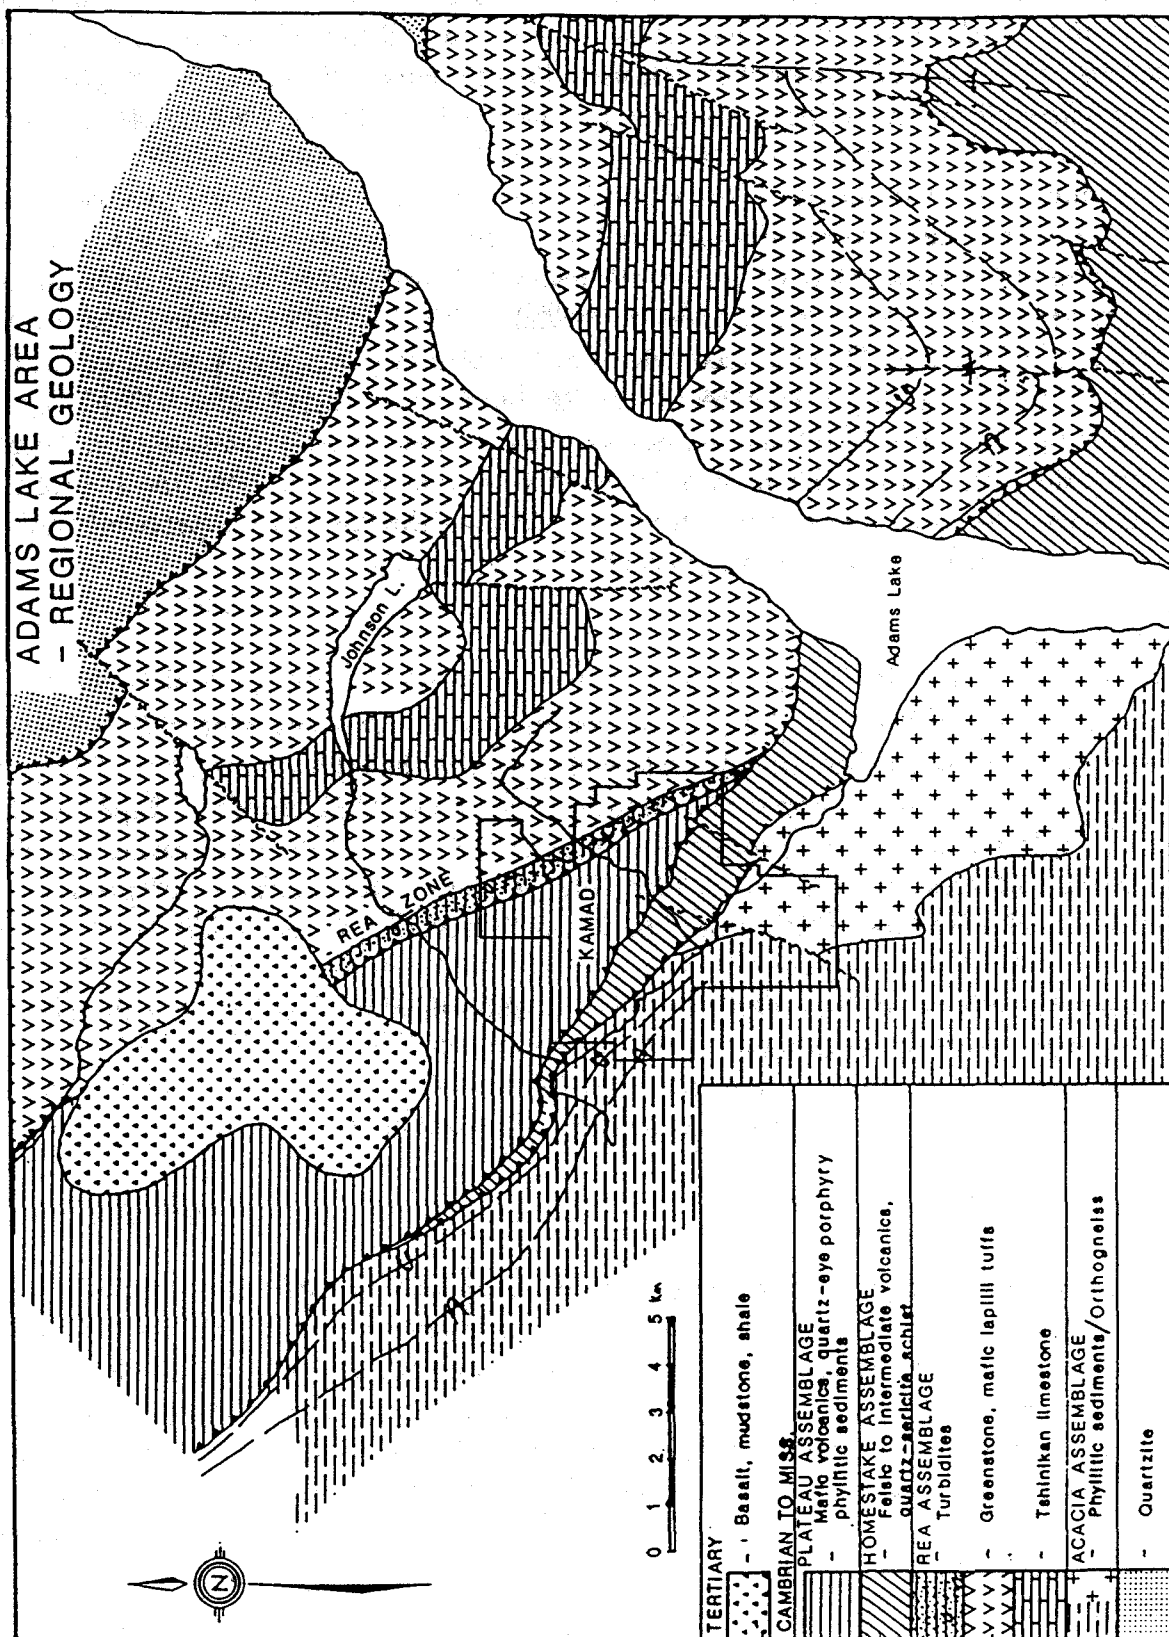 ADAMS LAKE AREA
- REGIONAL GEOLOGY
Johnson L.
REA ZONE
KAMAD
Adams Lake
N
0 1 2 3 4 5 km
TERTIARY
- Basalt, mudstone, shale
CAMBRIAN TO MISS.
PLATEAU ASSEMBLAGE
- Mafic volcanics, quartz-eye porphyry
phyllitic sediments
HOMESTAKE ASSEMBLAGE
- Felsic to intermediate volcanics,
quartz-sericite schist
REA ASSEMBLAGE
- Turbidites
- Greenstone, mafic lapilli tuffs
- Tshinikan limestone
ACACIA ASSEMBLAGE
- Phyllitic sediments/Orthogneiss
- Quartzite